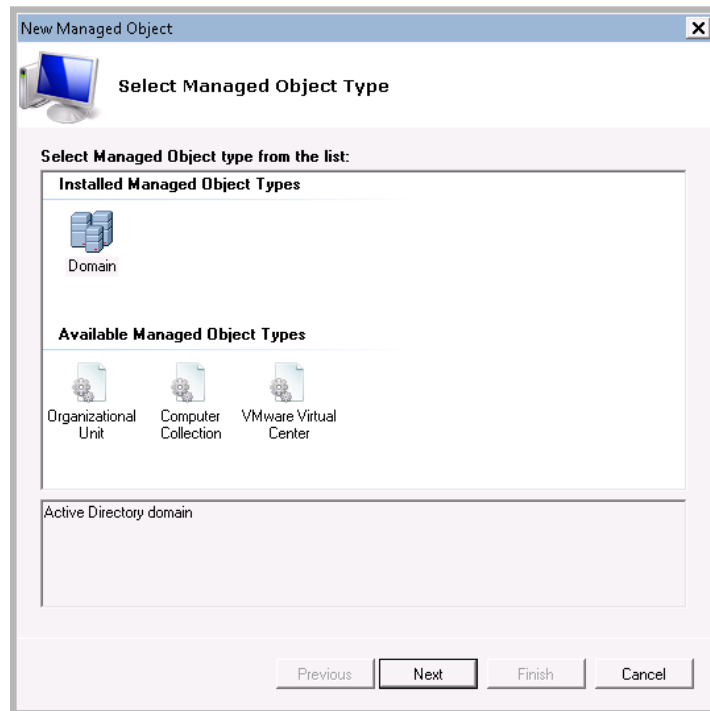 New Managed Object
Select Managed Object Type
Select Managed Object type from the list:
Installed Managed Object Types
Domain
Available Managed Object Types
Organizational Unit
Computer Collection
VMware Virtual Center
Active Directory domain
Previous
Next
Finish
Cancel